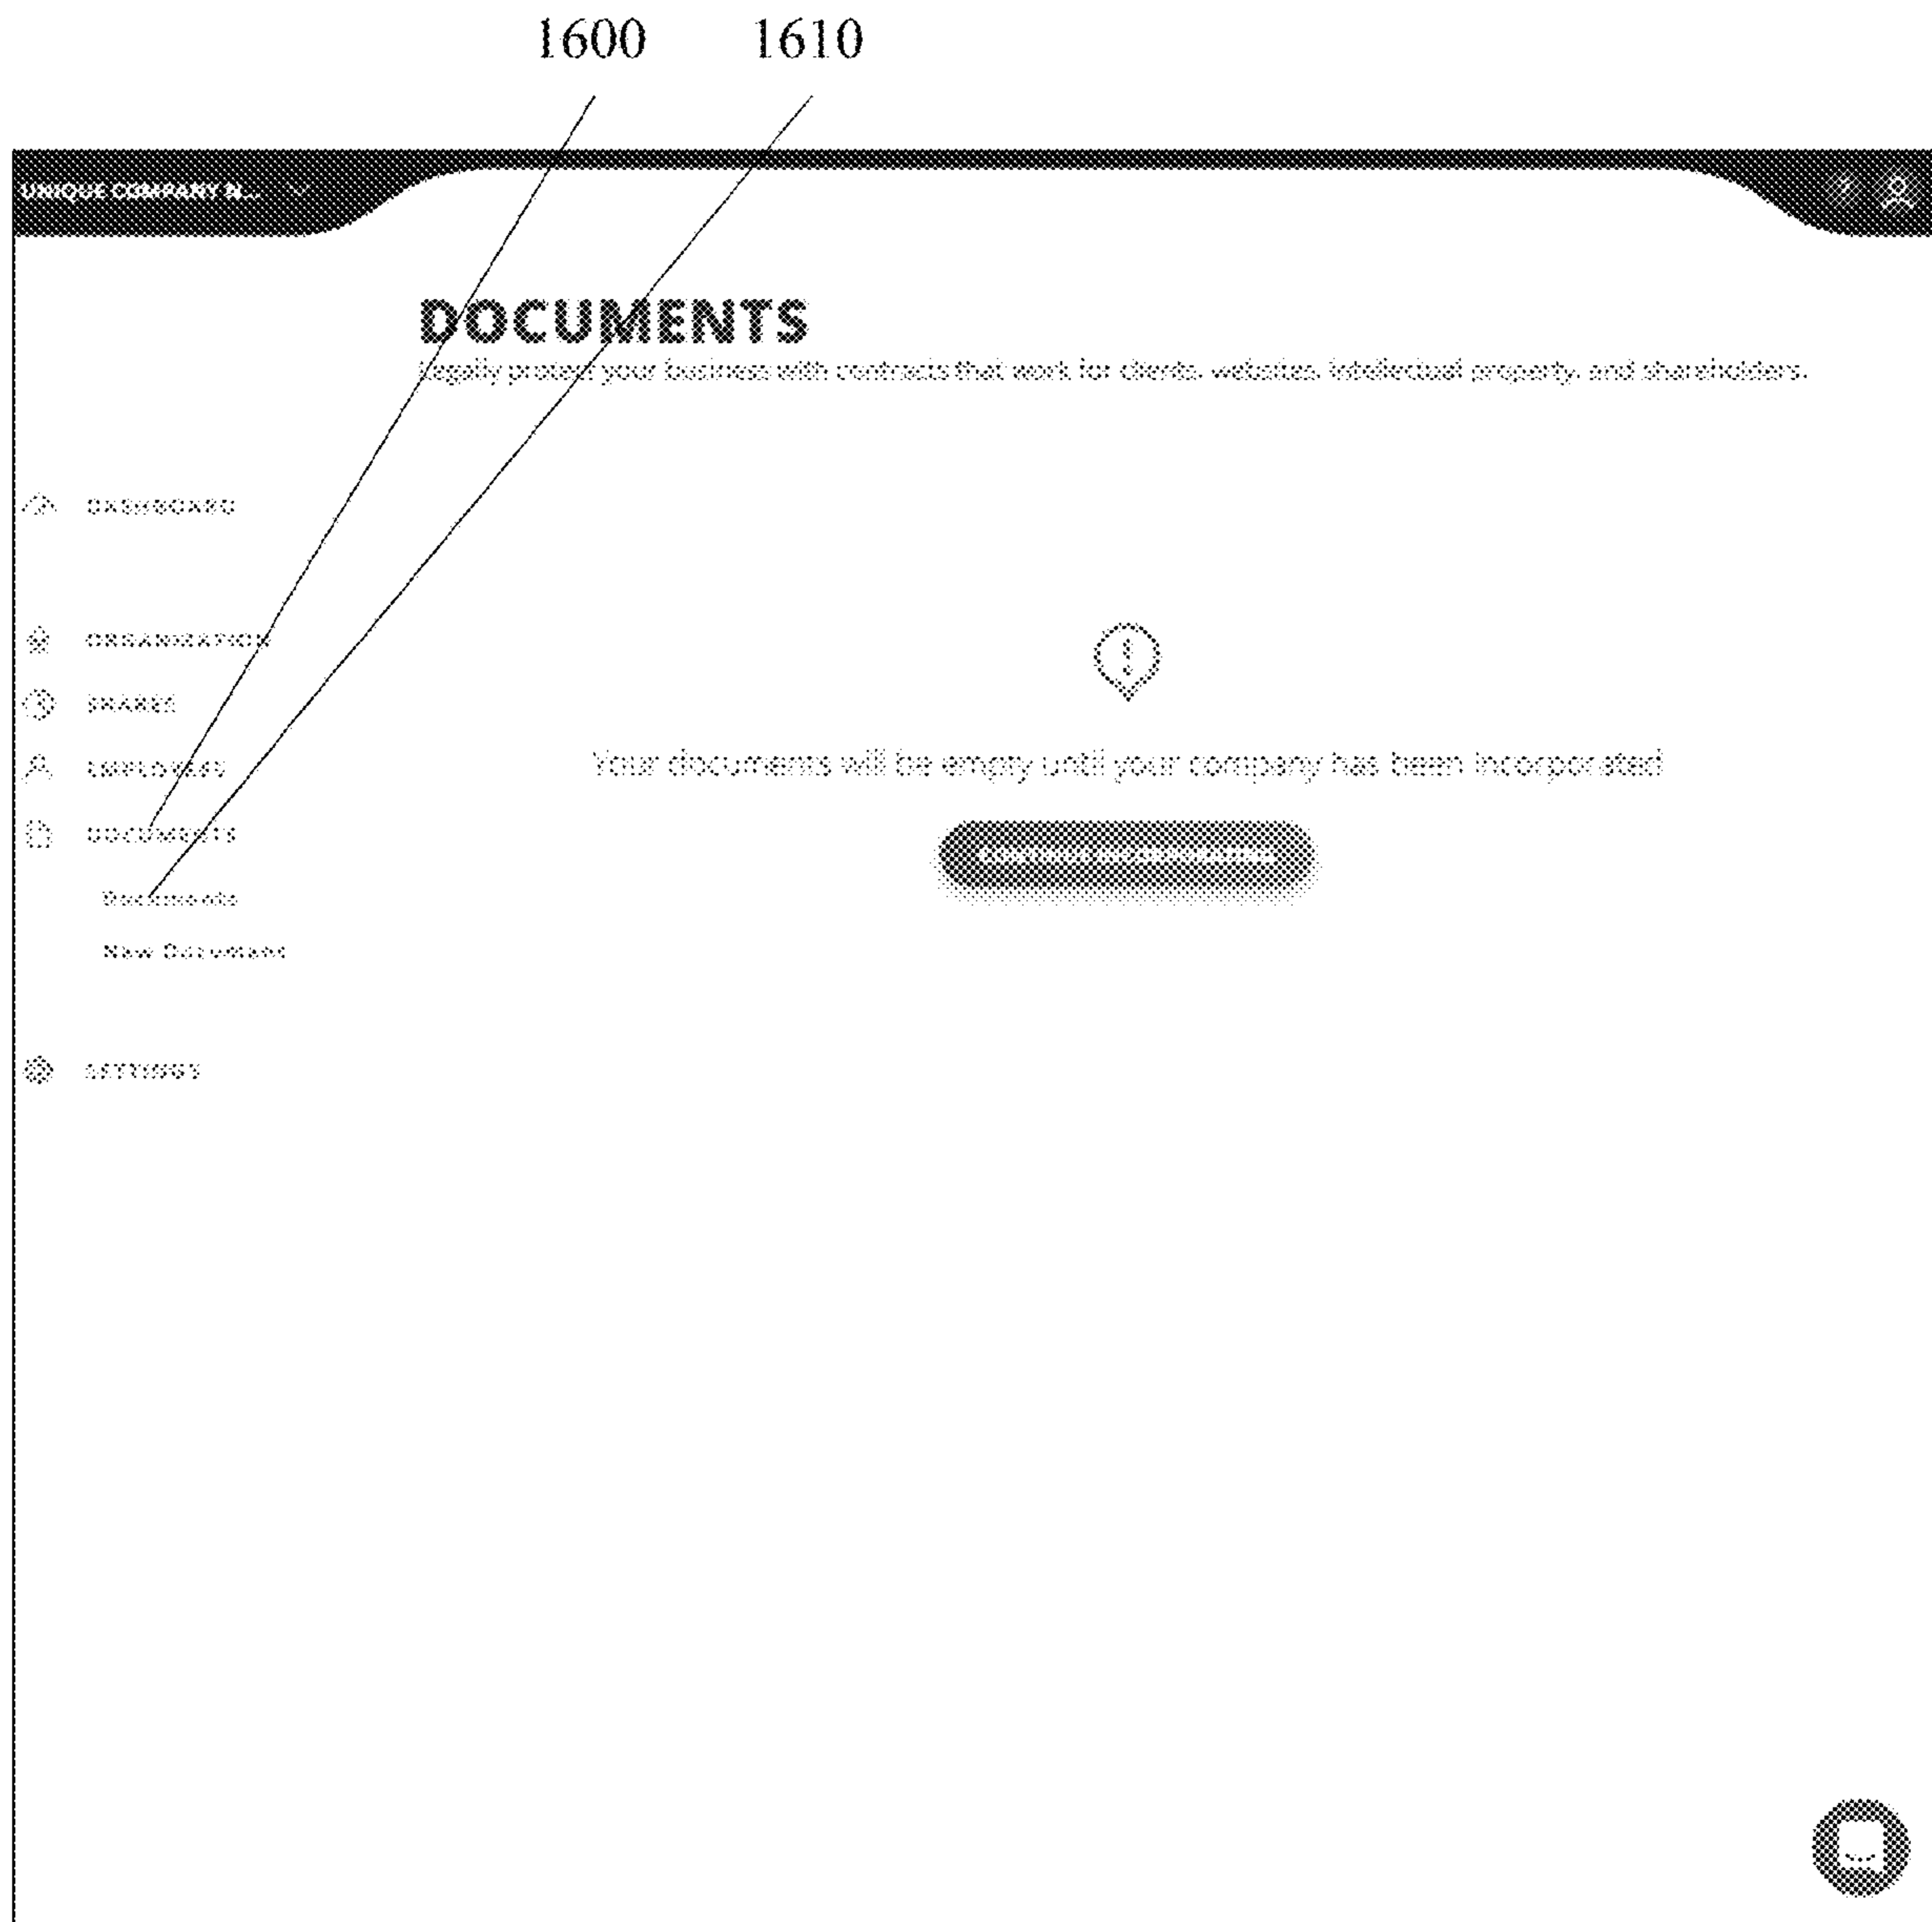 1600 1610
UNIQUE COMPANY N...
?
DOCUMENTS
Legally protect your business with contracts that work for clients, websites, intellectual property, and shareholders.
DASHBOARD
ORGANIZATION
SHARES
EMPLOYEES
Your documents will be empty until your company has been incorporated
DOCUMENTS
CONTINUE INCORPORATING
Documents
New Document
SETTINGS